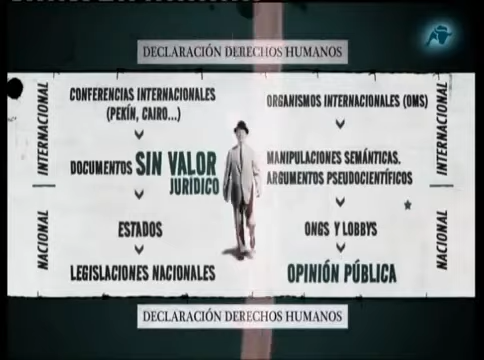 DECLARACIÓN DERECHOS HUMANOS
INTERNACIONAL
CONFERENCIAS INTERNACIONALES
(PEKÍN, CAIRO...)
DOCUMENTOS SIN VALOR
JURÍDICO
NACIONAL
ESTADOS
LEGISLACIONES NACIONALES
ORGANISMOS INTERNACIONALES (OMS)
MANIPULACIONES SEMÁNTICAS.
ARGUMENTOS PSEUDOCIENTÍFICOS
ONGS Y LOBBYS
OPINIÓN PÚBLICA
INTERNACIONAL
NACIONAL
DECLARACIÓN DERECHOS HUMANOS